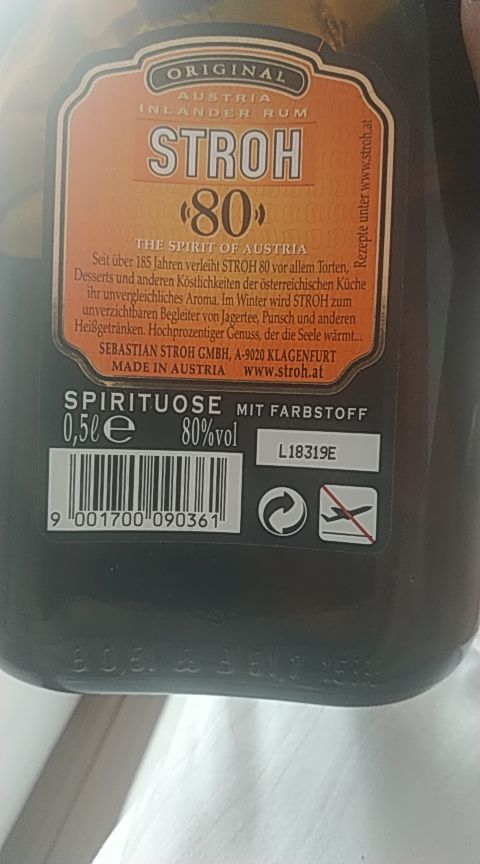 ORIGINAL
AUSTRIA
INLÄNDER RUM
STROH
80
THE SPIRIT OF AUSTRIA
Seit über 185 Jahren verleiht STROH 80 vor allem Torten,
Desserts und anderen Köstlichkeiten der österreichischen Küche
ihr unvergleichliches Aroma. Im Winter wird STROH zum
unverzichtbaren Begleiter von Jagertee, Punsch und anderen
Heißgetränken. Hochprozentiger Genuss, der die Seele wärmt...
SEBASTIAN STROH GMBH, A-9020 KLAGENFURT
MADE IN AUSTRIA www.stroh.at
Rezepte unter www.stroh.at
SPIRITUOSE MIT FARBSTOFF
0,5ℓ ℮ 80%vol
L18319E
9 001700 090361